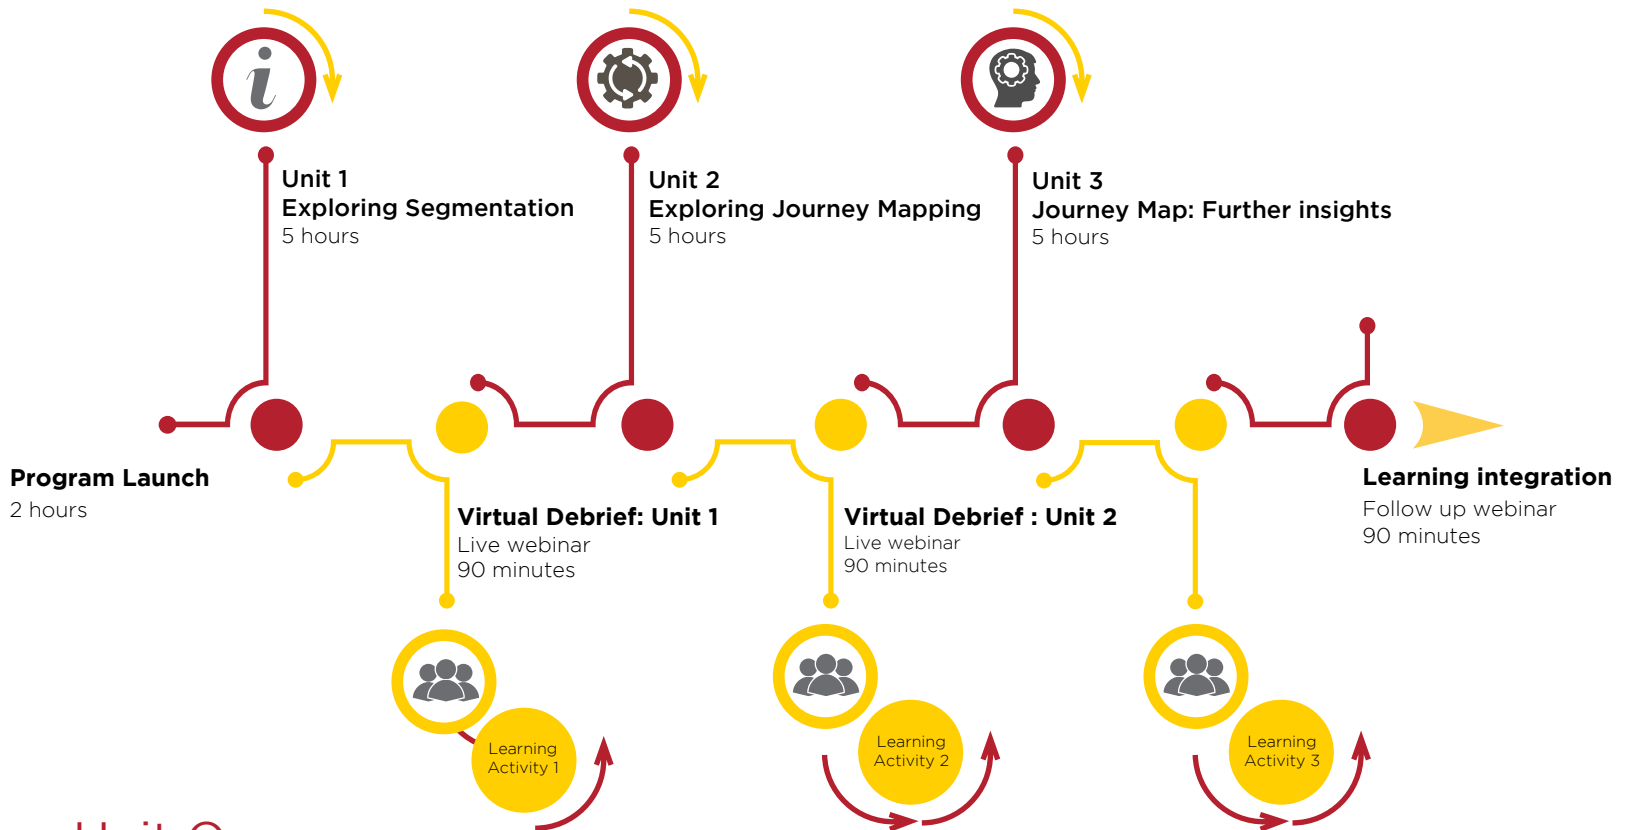 Unit 1
Exploring Segmentation
5 hours
Unit 2
Exploring Journey Mapping
5 hours
Unit 3
Journey Map: Further insights
5 hours
Program Launch
2 hours
Virtual Debrief: Unit 1
Live webinar
90 minutes
Virtual Debrief : Unit 2
Live webinar
90 minutes
Learning integration
Follow up webinar
90 minutes
Learning
Activity 1
Learning
Activity 2
Learning
Activity 3
Unit